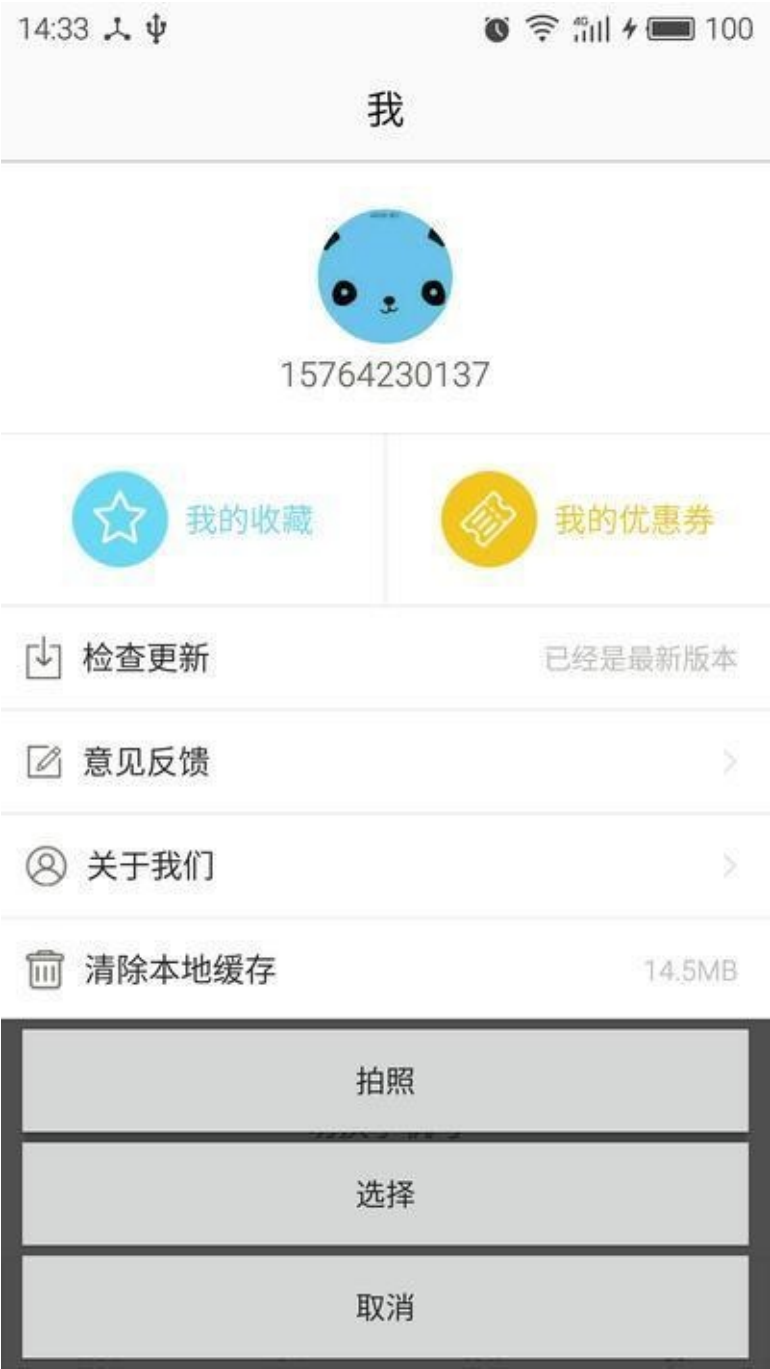 14:33 4G 100
我
15764230137
我的收藏 我的优惠券
检查更新 已经是最新版本
意见反馈
关于我们
清除本地缓存 14.5MB
拍照
选择
取消